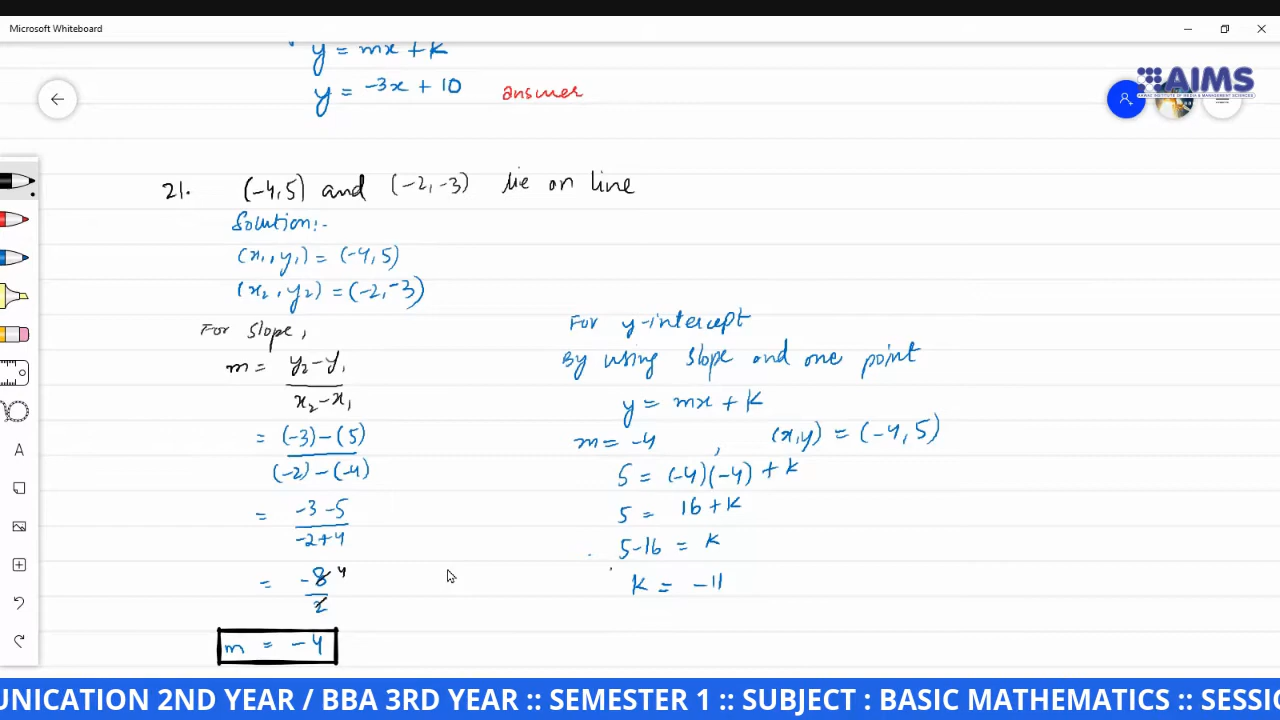 Microsoft Whiteboard
y = mx + k
y = -3x + 10 answer
AIMS
21. (-4,5) and (-2,-3) lie on line
Solution:-
(x₁, y₁) = (-4,5)
(x₂, y₂) = (-2,-3)
For slope,
m = y₂-y₁
x₂-x₁
= (-3) - (5)
(-2) - (-4)
= -3 -5
-2+4
= -8 4
2
m = -4
For y-intercept
By using slope and one point
y = mx + k
m = -4 , (x,y) = (-4,5)
5 = (-4)(-4) + k
5 = 16 + k
5-16 = k
k = -11
A
UNICATION 2ND YEAR / BBA 3RD YEAR :: SEMESTER 1 :: SUBJECT : BASIC MATHEMATICS :: SESSI